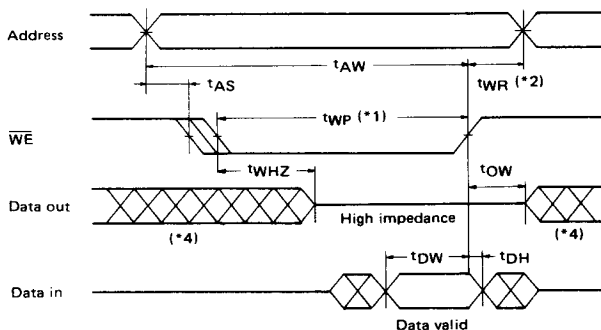 Address
tAW
tAS
tWR (*2)
tWP (*1)
WE
tWHZ
tOW
Data out
High impedance
(*4)
(*4)
tDW
tDH
Data in
Data valid